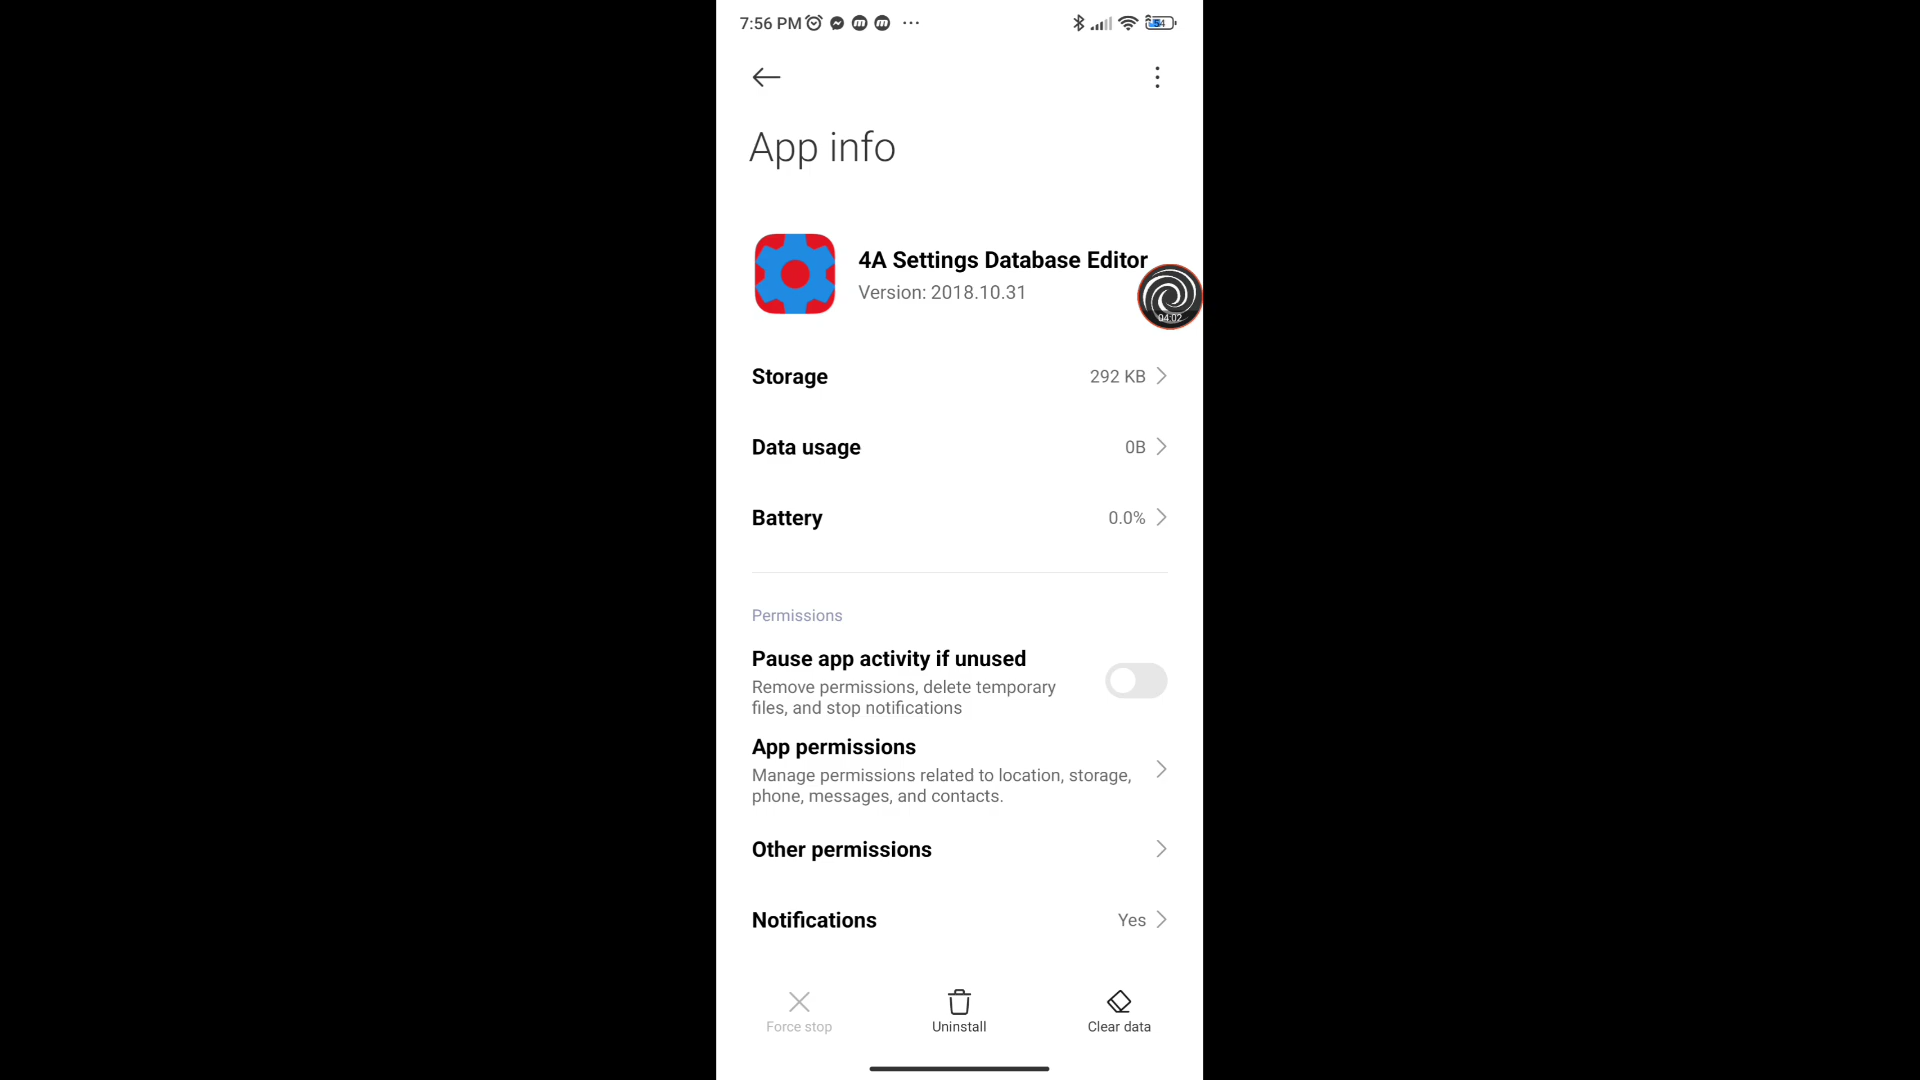 7:56 PM
54
App info
4A Settings Database Editor
Version: 2018.10.31
04:02
Storage
292 KB
Data usage
0B
Battery
0.0%
Permissions
Pause app activity if unused
Remove permissions, delete temporary
files, and stop notifications
App permissions
Manage permissions related to location, storage,
phone, messages, and contacts.
Other permissions
Notifications
Yes
Force stop
Uninstall
Clear data